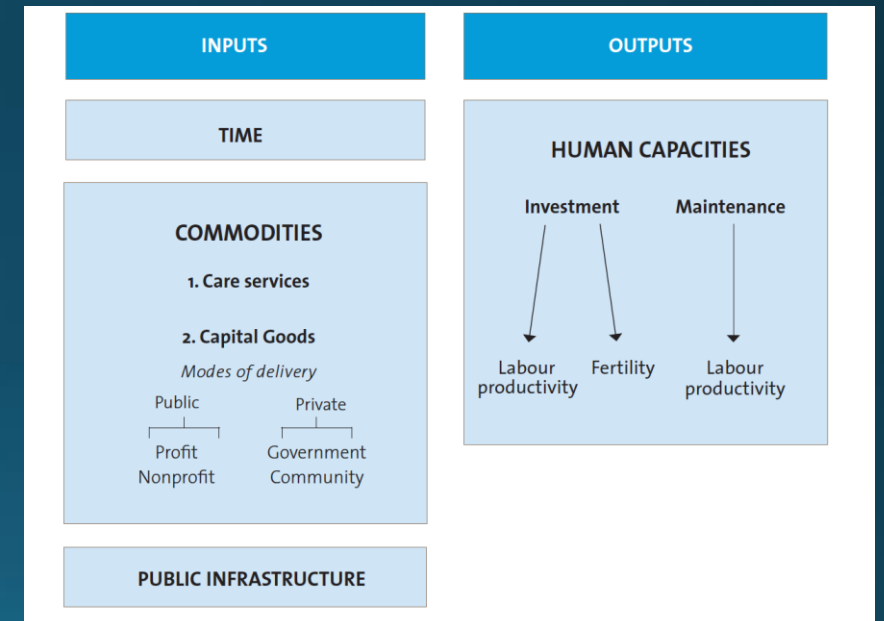 INPUTS
TIME
COMMODITIES
1. Care services
2. Capital Goods
Modes of delivery
Public Private
Profit Government
Nonprofit Community
PUBLIC INFRASTRUCTURE
OUTPUTS
HUMAN CAPACITIES
Investment Maintenance
Labour Fertility Labour
productivity productivity